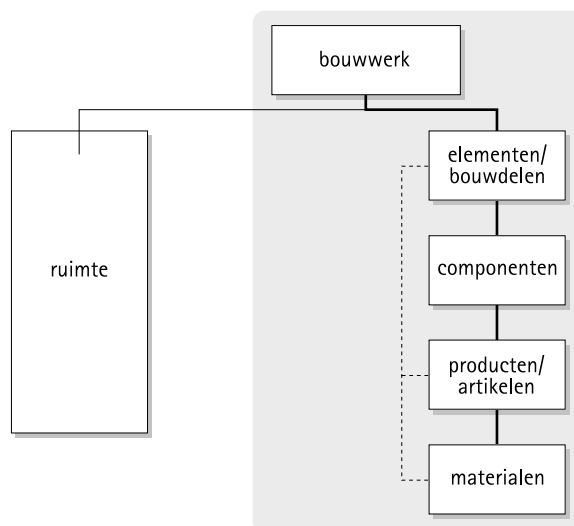 bouwwerk
elementen/
bouwdelen
ruimte
componenten
producten/
artikelen
materialen